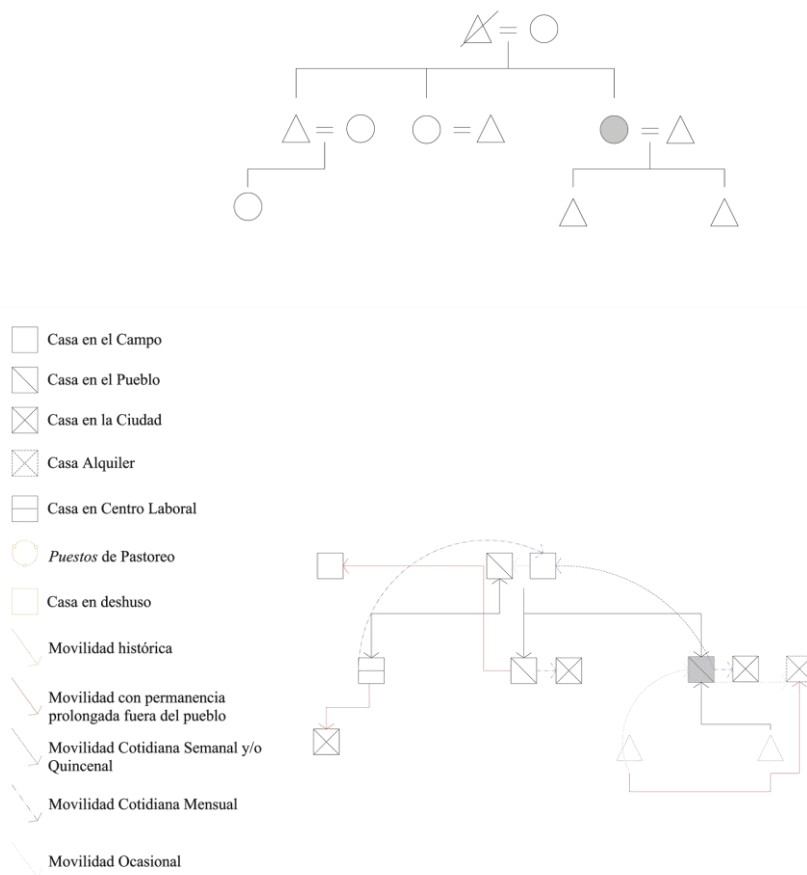 Casa en el Campo
Casa en el Pueblo
Casa en la Ciudad
Casa Alquiler
Casa en Centro Laboral
Puestos de Pastoreo
Casa en deshuso
Movilidad histórica
Movilidad con permanencia
prolongada fuera del pueblo
Movilidad Cotidiana Semanal y/o
Quincenal
Movilidad Cotidiana Mensual
Movilidad Ocasional